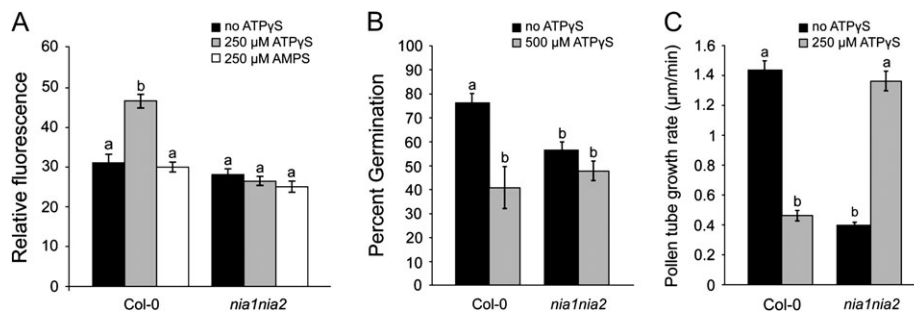 A
no ATPγS
250 µM ATPγS
250 µM AMPS
Relative fluorescence
60
50
40
30
20
10
0
a
b
a
a
a
a
Col-0
nia1nia2
B
no ATPγS
500 µM ATPγS
Percent Germination
100
90
80
70
60
50
40
30
20
10
0
a
b
b
b
Col-0
nia1nia2
C
no ATPγS
250 µM ATPγS
Pollen tube growth rate (µm/min)
1.6
1.4
1.2
1
0.8
0.6
0.4
0.2
0
a
b
b
a
Col-0
nia1nia2